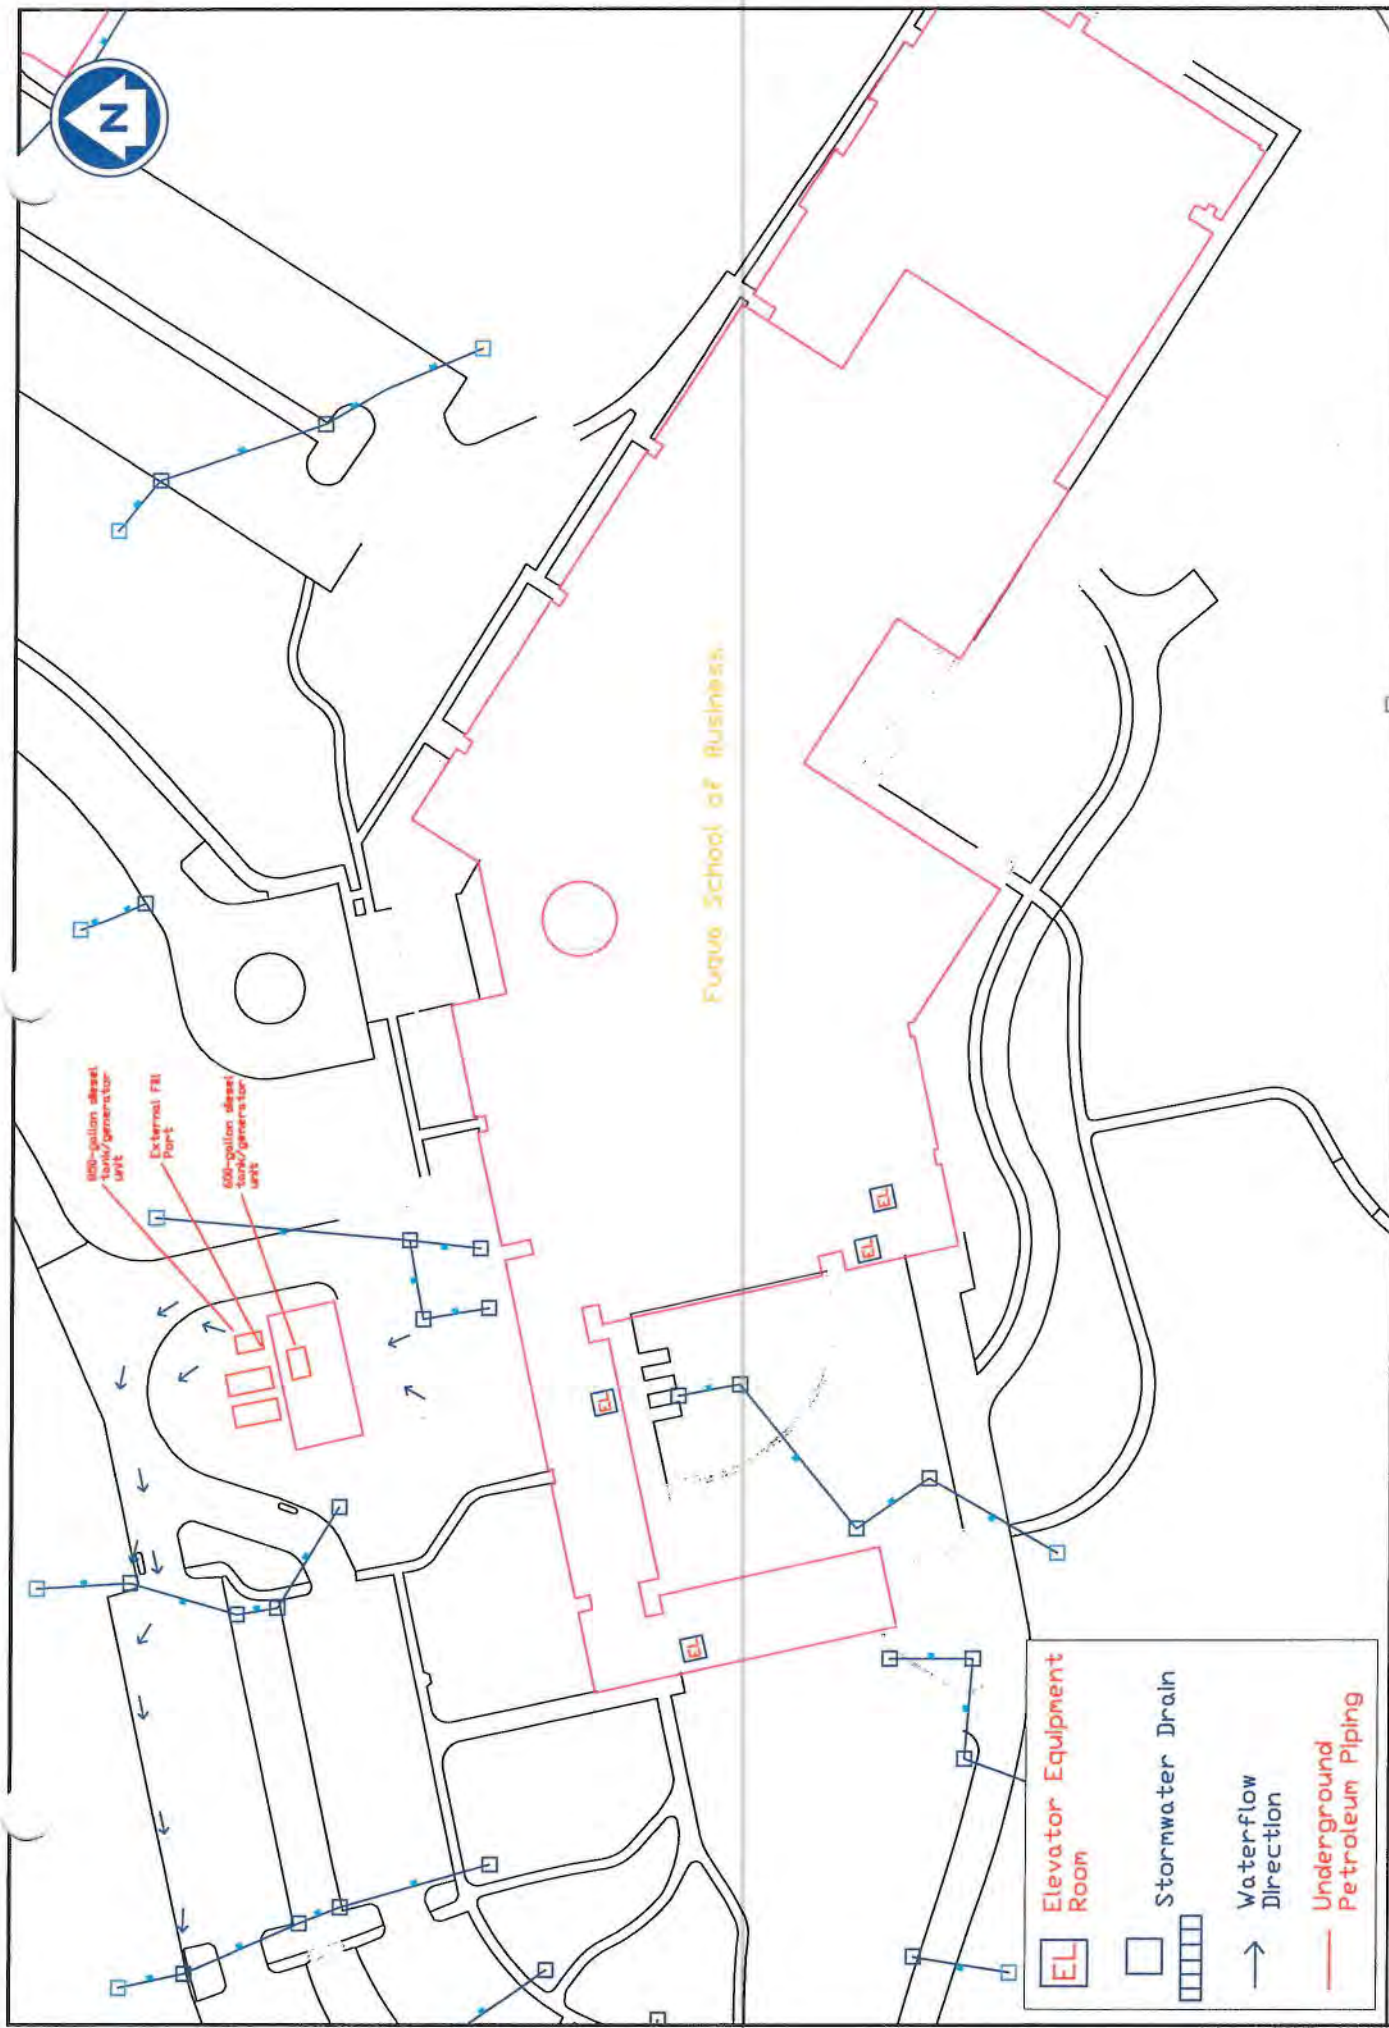 N
850-gallon diesel
tank/generator
unit
External Fill
Port
600-gallon diesel
tank/generator
unit
Fuqua School of Business
EL
EL
EL
EL
EL
Elevator Equipment
Room
Stormwater Drain
Waterflow
Direction
Underground
Petroleum Piping